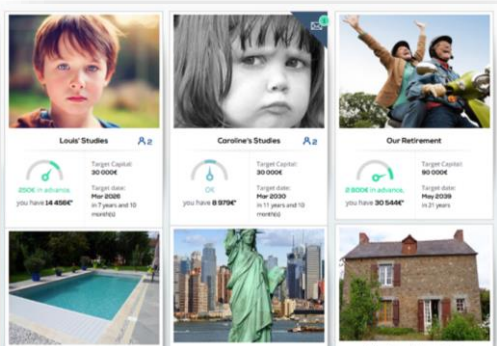 Louis' Studies
2
250€ in advance,
you have 14 456€*
Target Capital:
30 000€
Target date:
Mar 2026
in 7 years and 10
month(s)
Caroline's Studies
2
OK
you have 8 979€*
Target Capital:
30 000€
Target date:
Mar 2030
in 11 years and 10
month(s)
Our Retirement
2 800€ in advance,
you have 30 544€*
Target Capital:
90 000€
Target date:
May 2039
in 21 years